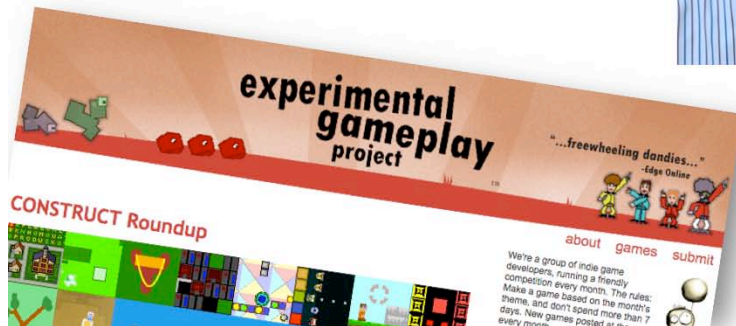 experimental
gameplay
project
"...freewheeling dandies..."
-Edge Online
CONSTRUCT Roundup
about games submit
We're a group of indie game
developers, running a friendly
competition every month. The rules:
Make a game based on the month's
theme, and don't spend more than 7
days. New games posted at the
every month